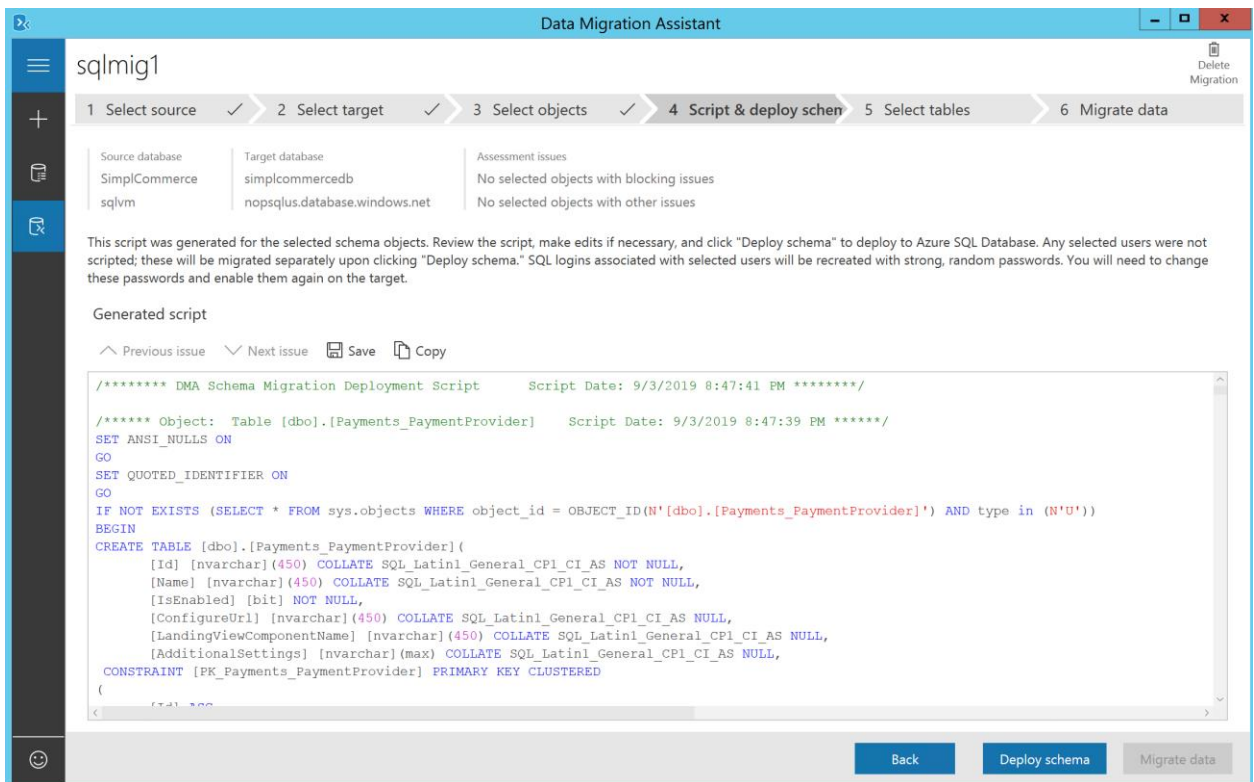 Data Migration Assistant
sqlmig1
Delete
Migration
1 Select source
2 Select target
3 Select objects
4 Script & deploy schen
5 Select tables
6 Migrate data
Source database
SimplCommerce
sqlvm
Target database
simplcommercedb
nopsqlus.database.windows.net
Assessment issues
No selected objects with blocking issues
No selected objects with other issues
This script was generated for the selected schema objects. Review the script, make edits if necessary, and click "Deploy schema" to deploy to Azure SQL Database. Any selected users were not
scripted; these will be migrated separately upon clicking "Deploy schema." SQL logins associated with selected users will be recreated with strong, random passwords. You will need to change
these passwords and enable them again on the target.
Generated script
Previous issue Next issue Save Copy
/******** DMA Schema Migration Deployment Script Script Date: 9/3/2019 8:47:41 PM ********/
/****** Object: Table [dbo].[Payments_PaymentProvider] Script Date: 9/3/2019 8:47:39 PM ******/
SET ANSI_NULLS ON
GO
SET QUOTED_IDENTIFIER ON
GO
IF NOT EXISTS (SELECT * FROM sys.objects WHERE object_id = OBJECT_ID(N'[dbo].[Payments_PaymentProvider]') AND type in (N'U'))
BEGIN
CREATE TABLE [dbo].[Payments_PaymentProvider](
[Id] [nvarchar](450) COLLATE SQL_Latin1_General_CP1_CI_AS NOT NULL,
[Name] [nvarchar](450) COLLATE SQL_Latin1_General_CP1_CI_AS NOT NULL,
[IsEnabled] [bit] NOT NULL,
[ConfigureUrl] [nvarchar](450) COLLATE SQL_Latin1_General_CP1_CI_AS NULL,
[LandingViewComponentName] [nvarchar](450) COLLATE SQL_Latin1_General_CP1_CI_AS NULL,
[AdditionalSettings] [nvarchar](max) COLLATE SQL_Latin1_General_CP1_CI_AS NULL,
CONSTRAINT [PK_Payments_PaymentProvider] PRIMARY KEY CLUSTERED
(
[Id] ASC
Back
Deploy schema
Migrate data